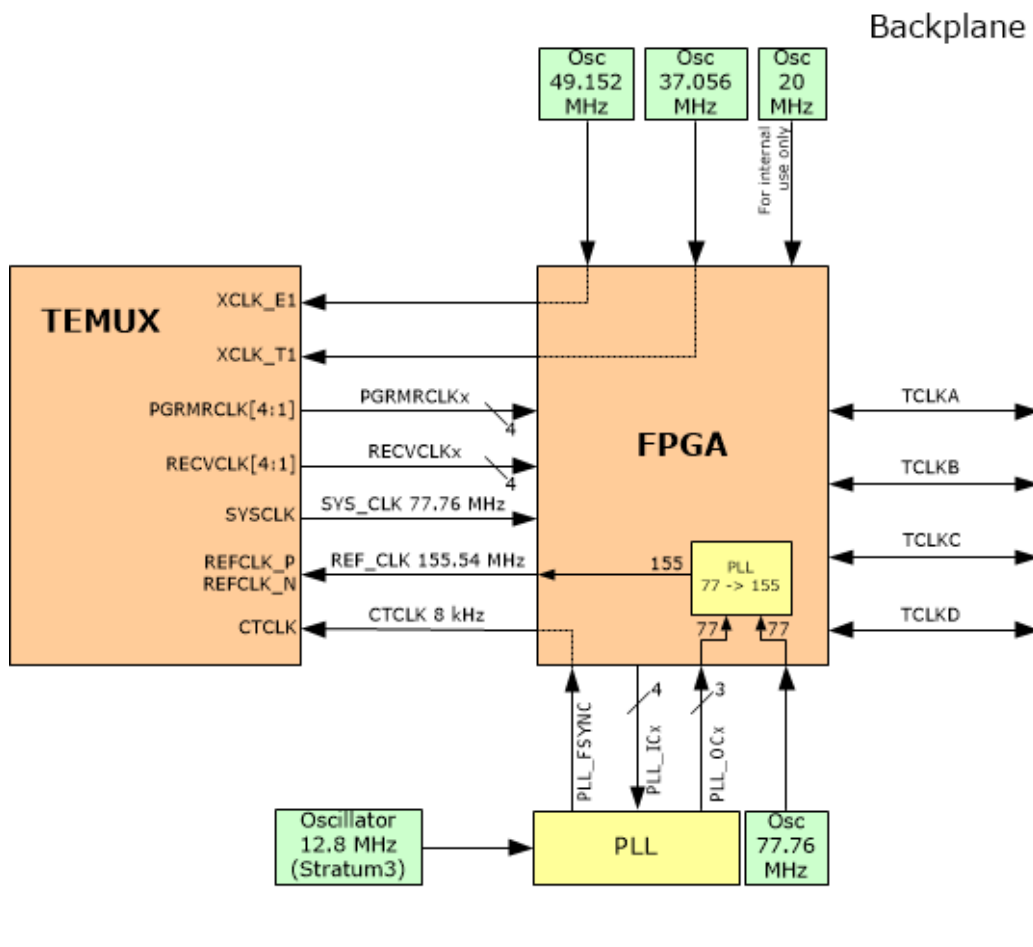 Backplane
Osc
49.152
MHz
Osc
37.056
MHz
Osc
20
MHz
For internal
use only
TEMUX
XCLK_E1
XCLK_T1
PGRMRCLK[4:1]
PGRMRCLKx
4
RECVCLK[4:1]
RECVCLKx
4
SYSCLK
SYS_CLK 77.76 MHz
REFCLK_P
REFCLK_N
REF_CLK 155.54 MHz
CTCLK
CTCLK 8 kHz
FPGA
155
PLL
77 -> 155
77
77
TCLKA
TCLKB
TCLKC
TCLKD
PLL_FSYNC
4
PLL_ICx
3
PLL_OCx
Oscillator
12.8 MHz
(Stratum3)
PLL
Osc
77.76
MHz